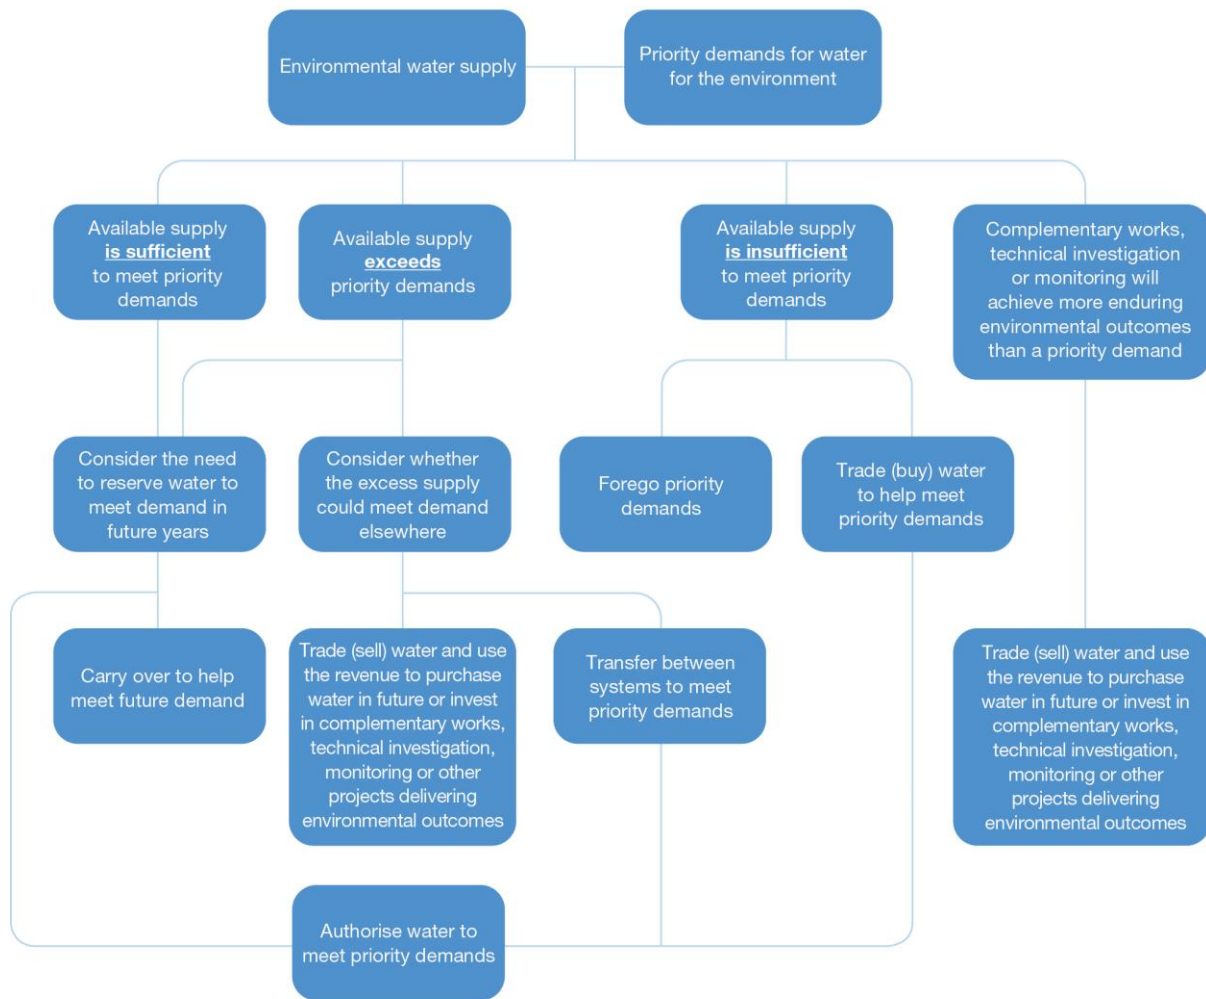 Environmental water supply
Priority demands for water
for the environment
Available supply
is sufficient
to meet priority
demands
Available supply
exceeds
priority demands
Available supply
is insufficient
to meet priority
demands
Complementary works,
technical investigation
or monitoring will
achieve more enduring
environmental outcomes
than a priority demand
Consider the need
to reserve water to
meet demand in
future years
Consider whether
the excess supply
could meet demand
elsewhere
Forego priority
demands
Trade (buy) water
to help meet
priority demands
Carry over to help
meet future demand
Trade (sell) water and use
the revenue to purchase
water in future or invest
in complementary works,
technical investigation,
monitoring or other
projects delivering
environmental outcomes
Transfer between
systems to meet
priority demands
Trade (sell) water and use
the revenue to purchase
water in future or invest in
complementary works,
technical investigation,
monitoring or other
projects delivering
environmental outcomes
Authorise water to
meet priority demands